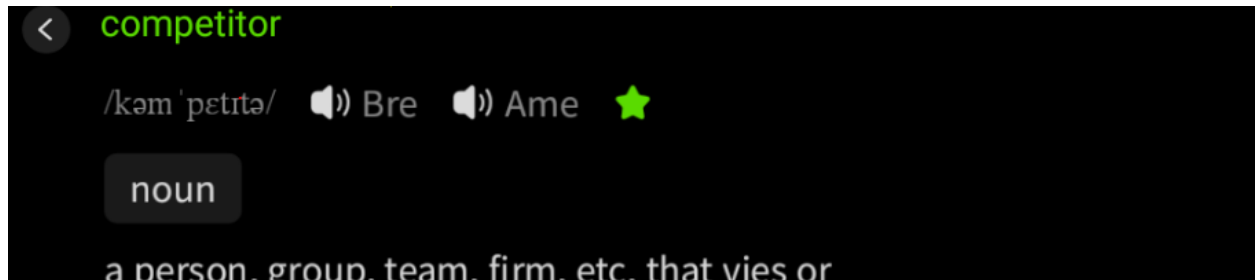 competitor
/kəmˈpɛtɪtə/ Bre Ame
noun
a person, group, team, firm, etc. that vies or